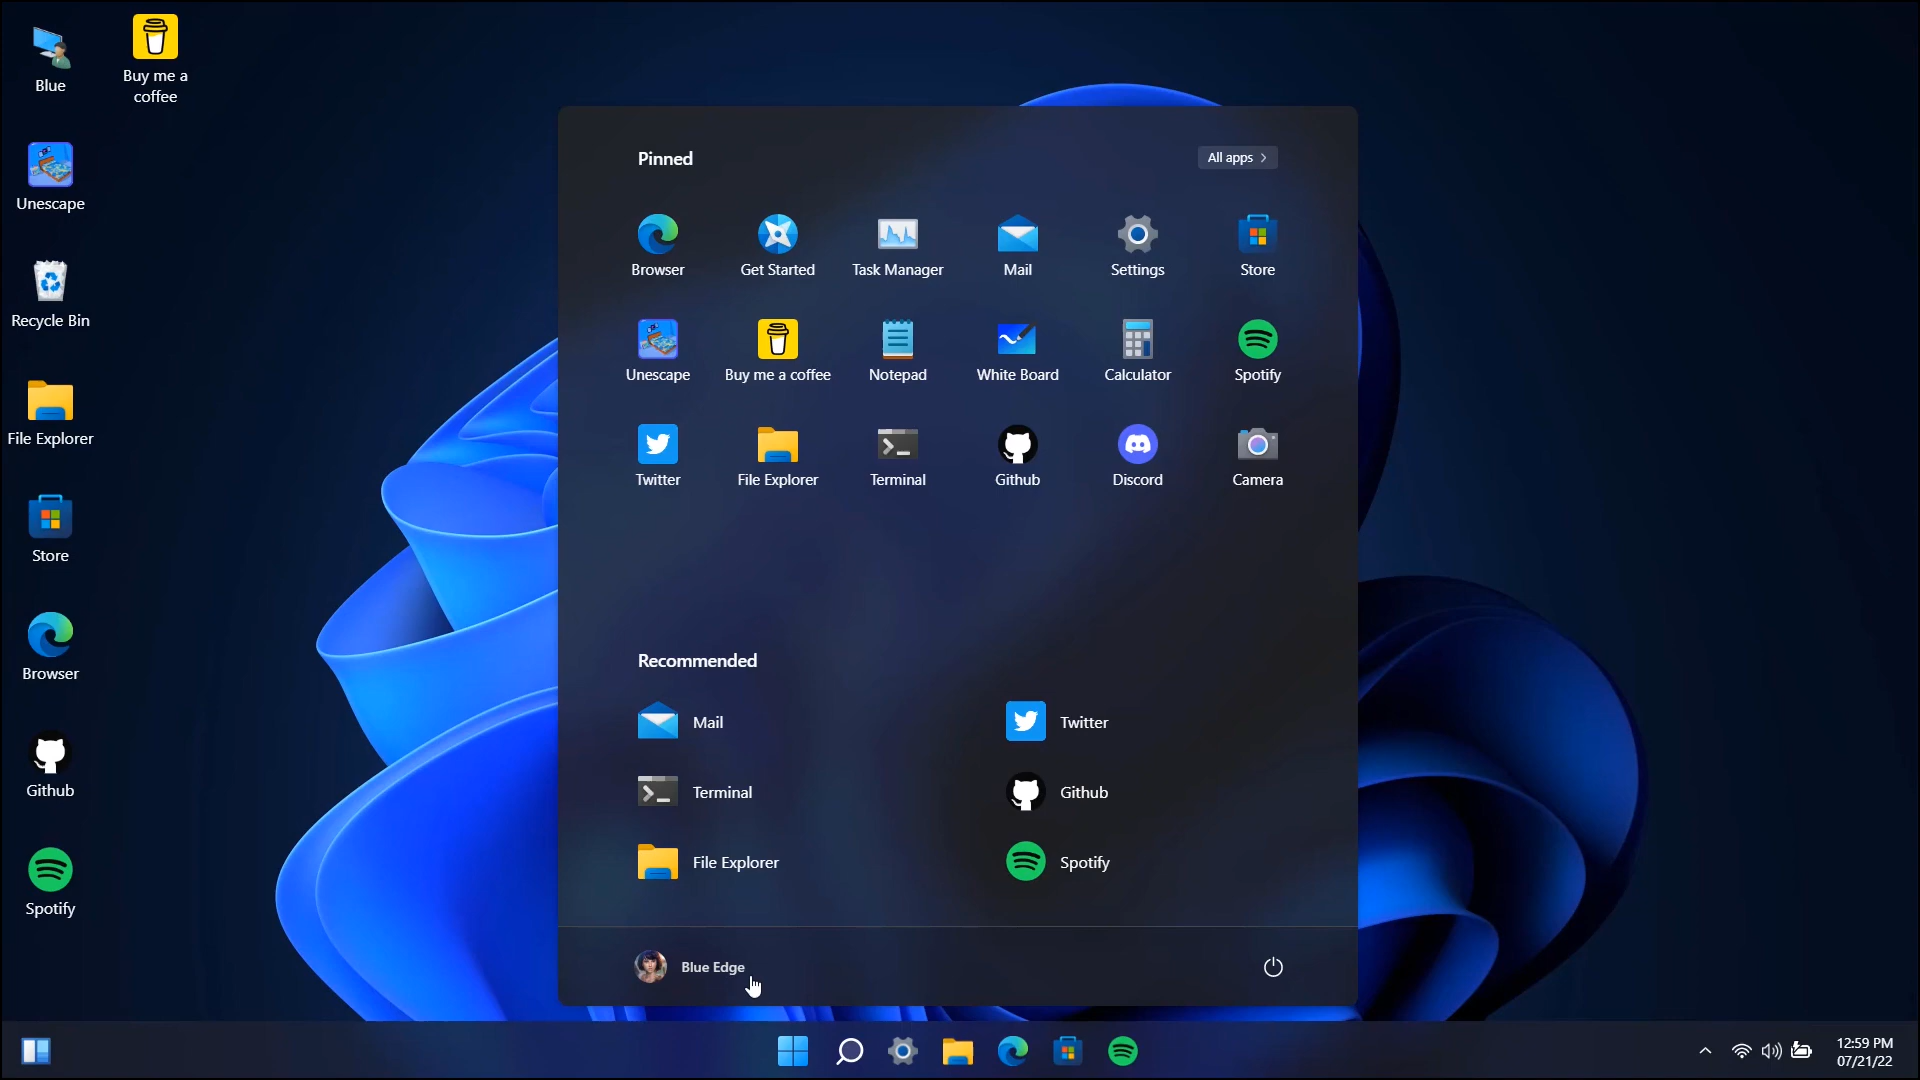 Blue
Buy me a
coffee
Unescape
Recycle Bin
File Explorer
Store
Browser
Github
Spotify
Pinned
All apps
Browser
Get Started
Task Manager
Mail
Settings
Store
Unescape
Buy me a coffee
Notepad
White Board
Calculator
Spotify
Twitter
File Explorer
Terminal
Github
Discord
Camera
Recommended
Mail
Twitter
Terminal
Github
File Explorer
Spotify
Blue Edge
12:59 PM
07/21/22